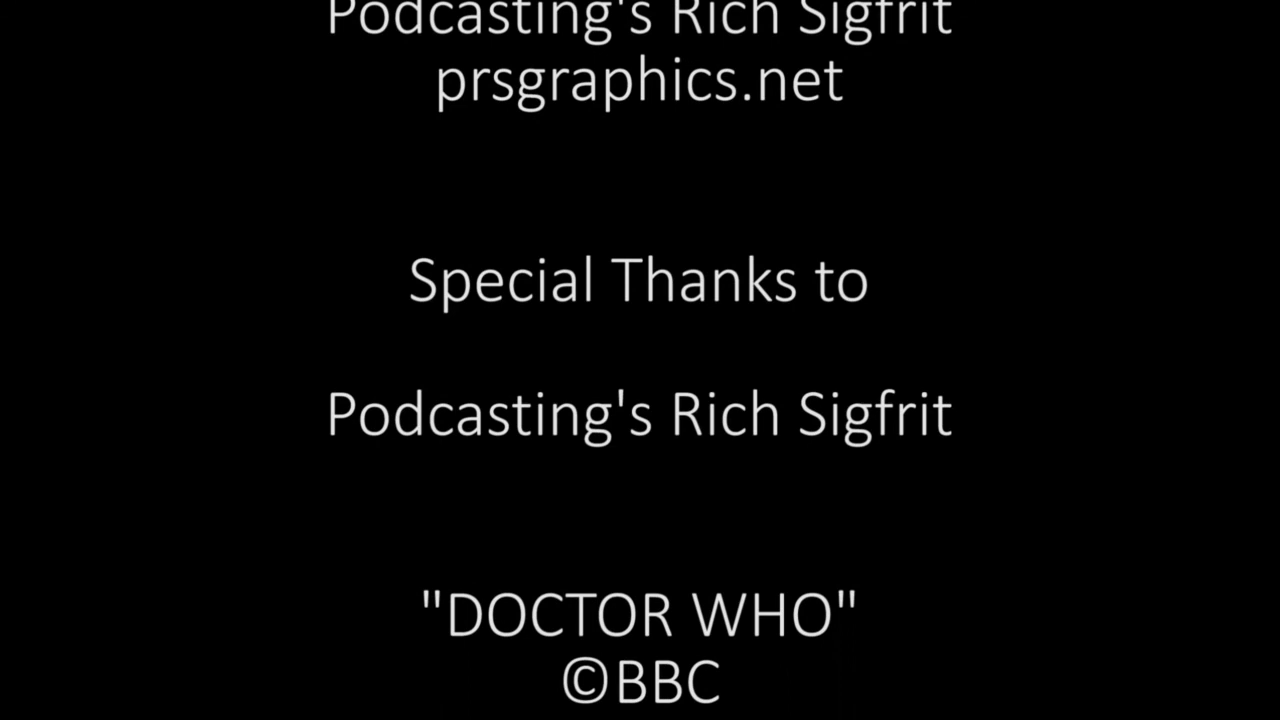 Podcasting's Rich Sigfrit
prsgraphics.net
Special Thanks to
Podcasting's Rich Sigfrit
"DOCTOR WHO"
©BBC